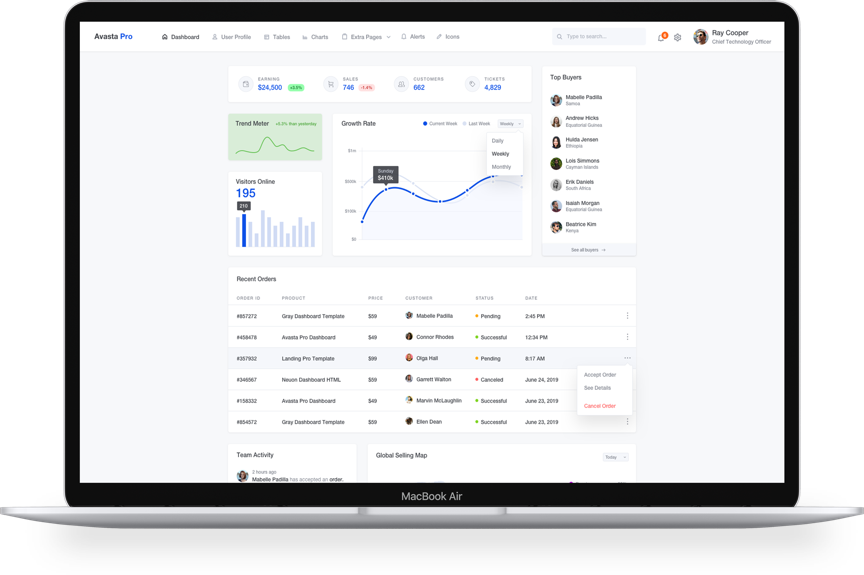 Avasta Pro
Dashboard
User Profile
Tables
Charts
Extra Pages
Alerts
Icons
Type to search...
6
Ray Cooper
Chief Technology Officer
EARNING
$24,500
+3.5%
SALES
746
-1.4%
CUSTOMERS
662
TICKETS
4,829
Top Buyers
Mabelle Padilla
Samoa
Andrew Hicks
Equatorial Guinea
Hulda Jensen
Ethiopia
Lois Simmons
Cayman Islands
Erik Daniels
South Africa
Isaiah Morgan
Equatorial Guinea
Beatrice Kim
Kenya
See all buyers
Trend Meter
than yesterday
Visitors Online
195
210
Growth Rate
Current Week
Last Week
Weekly
Daily
Weekly
Monthly
$1m
$100k
$0
Sunday
$410k
Recent Orders
ORDER ID PRODUCT PRICE CUSTOMER STATUS DATE
#857272 Gray Dashboard Template $59 Mabelle Padilla Pending 2:45 PM
#458478 Avasta Pro Dashboard $49 Connor Rhodes Successful 12:34 PM
#357932 Landing Pro Template $99 Olga Hall Pending 8:17 AM
#346567 Neuon Dashboard HTML $59 Garrett Walton Canceled June 24, 2019
#158332 Avasta Pro Dashboard $49 Marvin McLaughlin Successful June 23, 2019
#854572 Gray Dashboard Template $59 Ellen Dean Successful June 23, 2019
Accept Order
See Details
Cancel Order
Team Activity
2 hours ago
Mabelle Padilla has accepted an order.
Global Selling Map
Today
MacBook Air